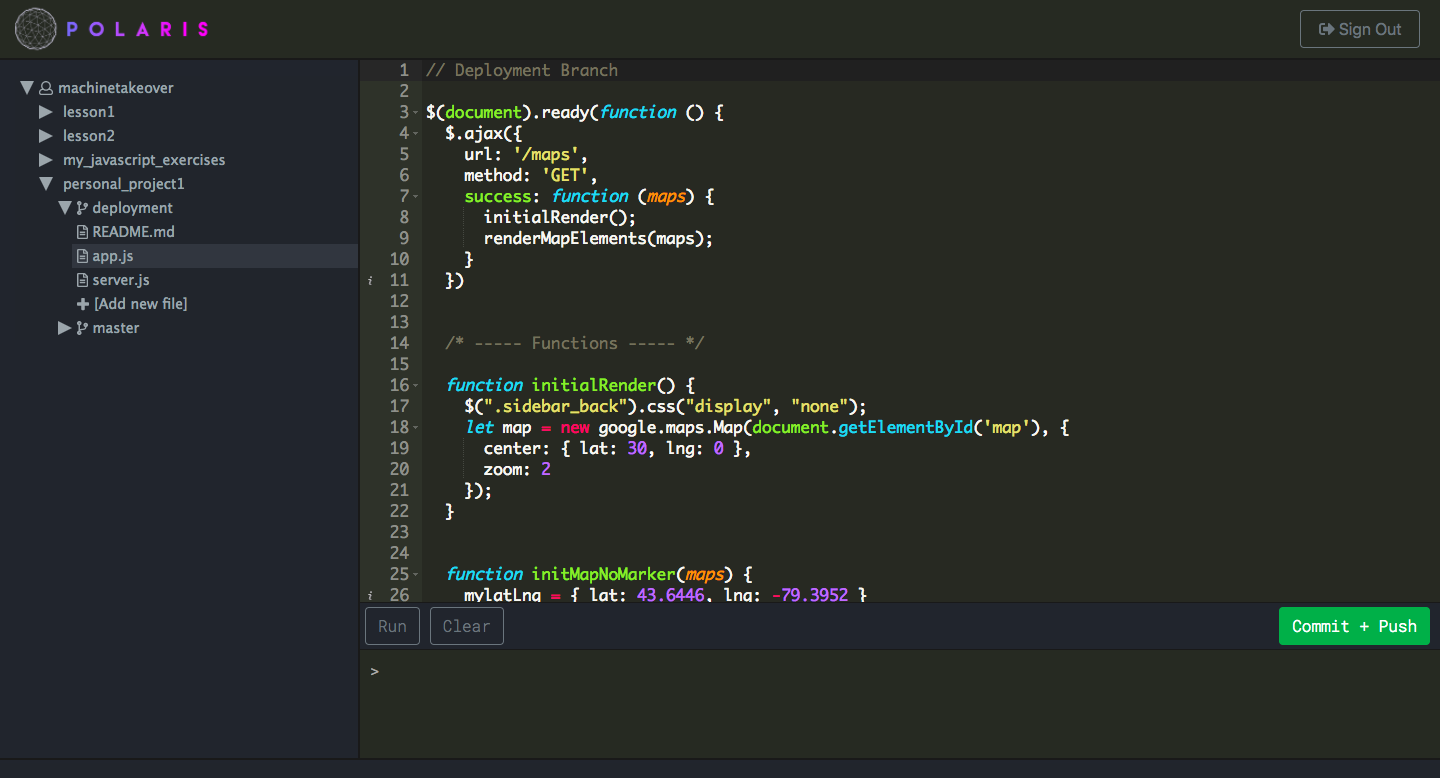 POLARIS
Sign Out
machinetakeover
lesson1
lesson2
my_javascript_exercises
personal_project1
deployment
README.md
app.js
server.js
[Add new file]
master
1 // Deployment Branch
2
3 $(document).ready(function () {
4   $.ajax({
5     url: '/maps',
6     method: 'GET',
7     success: function (maps) {
8       initialRender();
9       renderMapElements(maps);
10     }
i 11   })
12
13
14   /* ----- Functions ----- */
15
16   function initialRender() {
17     $(".sidebar_back").css("display", "none");
18     let map = new google.maps.Map(document.getElementById('map'), {
19       center: { lat: 30, lng: 0 },
20       zoom: 2
21     });
22   }
23
24
25   function initMapNoMarker(maps) {
i 26     mylatLng = { lat: 43.6446, lng: -79.3952 }
Run Clear Commit + Push
>